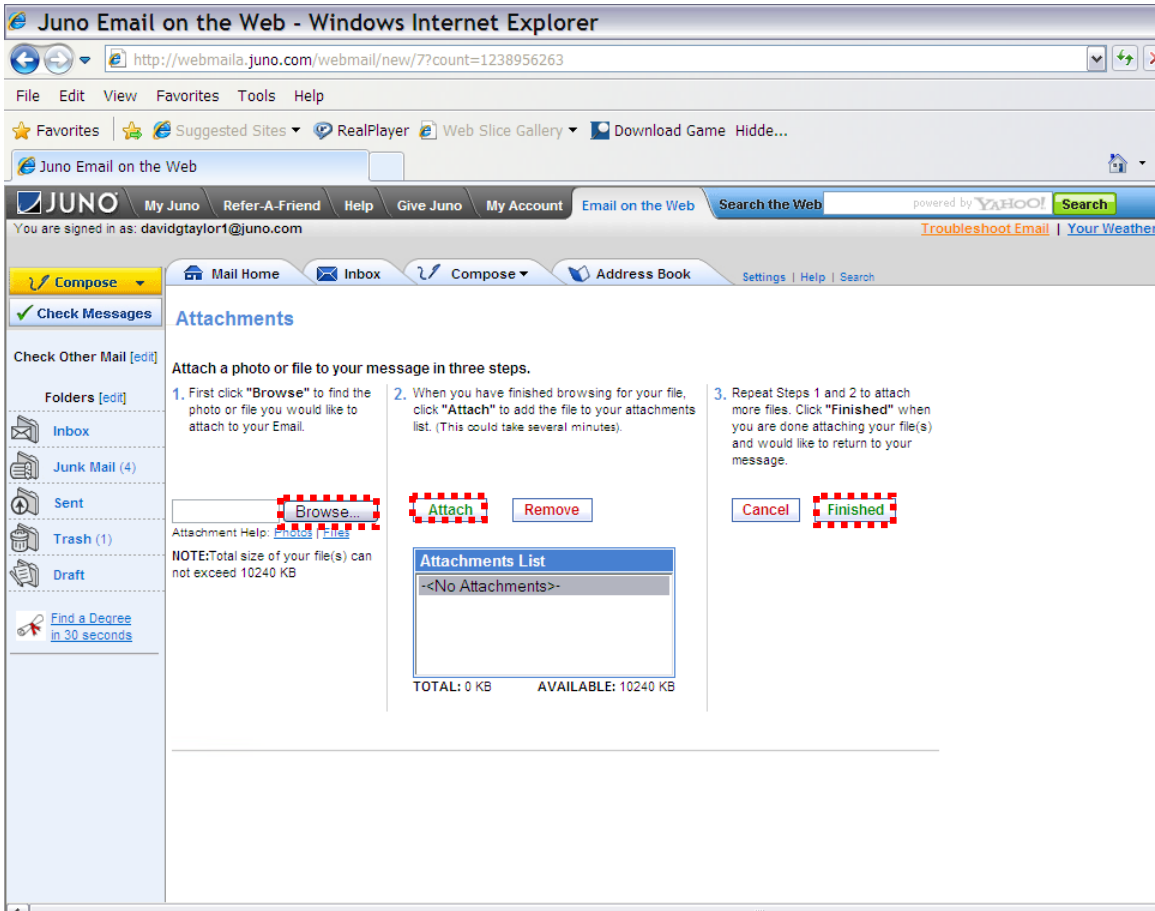 Juno Email on the Web - Windows Internet Explorer
http://webmaila.juno.com/webmail/new/7?count=1238956263
File Edit View Favorites Tools Help
Favorites Suggested Sites RealPlayer Web Slice Gallery Download Game Hidde...
Juno Email on the Web
JUNO My Juno Refer-A-Friend Help Give Juno My Account Email on the Web Search the Web powered by YAHOO! Search
You are signed in as: davidgtaylor1@juno.com Troubleshoot Email | Your Weather
Compose Mail Home Inbox Compose Address Book Settings | Help | Search
Check Messages
Attachments
Check Other Mail [edit]
Folders [edit]
Inbox
Junk Mail (4)
Sent
Trash (1)
Draft
Find a Degree
in 30 seconds
Attach a photo or file to your message in three steps.
1. First click "Browse" to find the
photo or file you would like to
attach to your Email.
Browse...
Attachment Help: Photos | Files
NOTE:Total size of your file(s) can
not exceed 10240 KB
2. When you have finished browsing for your file,
click "Attach" to add the file to your attachments
list. (This could take several minutes).
Attach Remove
Attachments List
-<No Attachments>-
TOTAL: 0 KB AVAILABLE: 10240 KB
3. Repeat Steps 1 and 2 to attach
more files. Click "Finished" when
you are done attaching your file(s)
and would like to return to your
message.
Cancel Finished